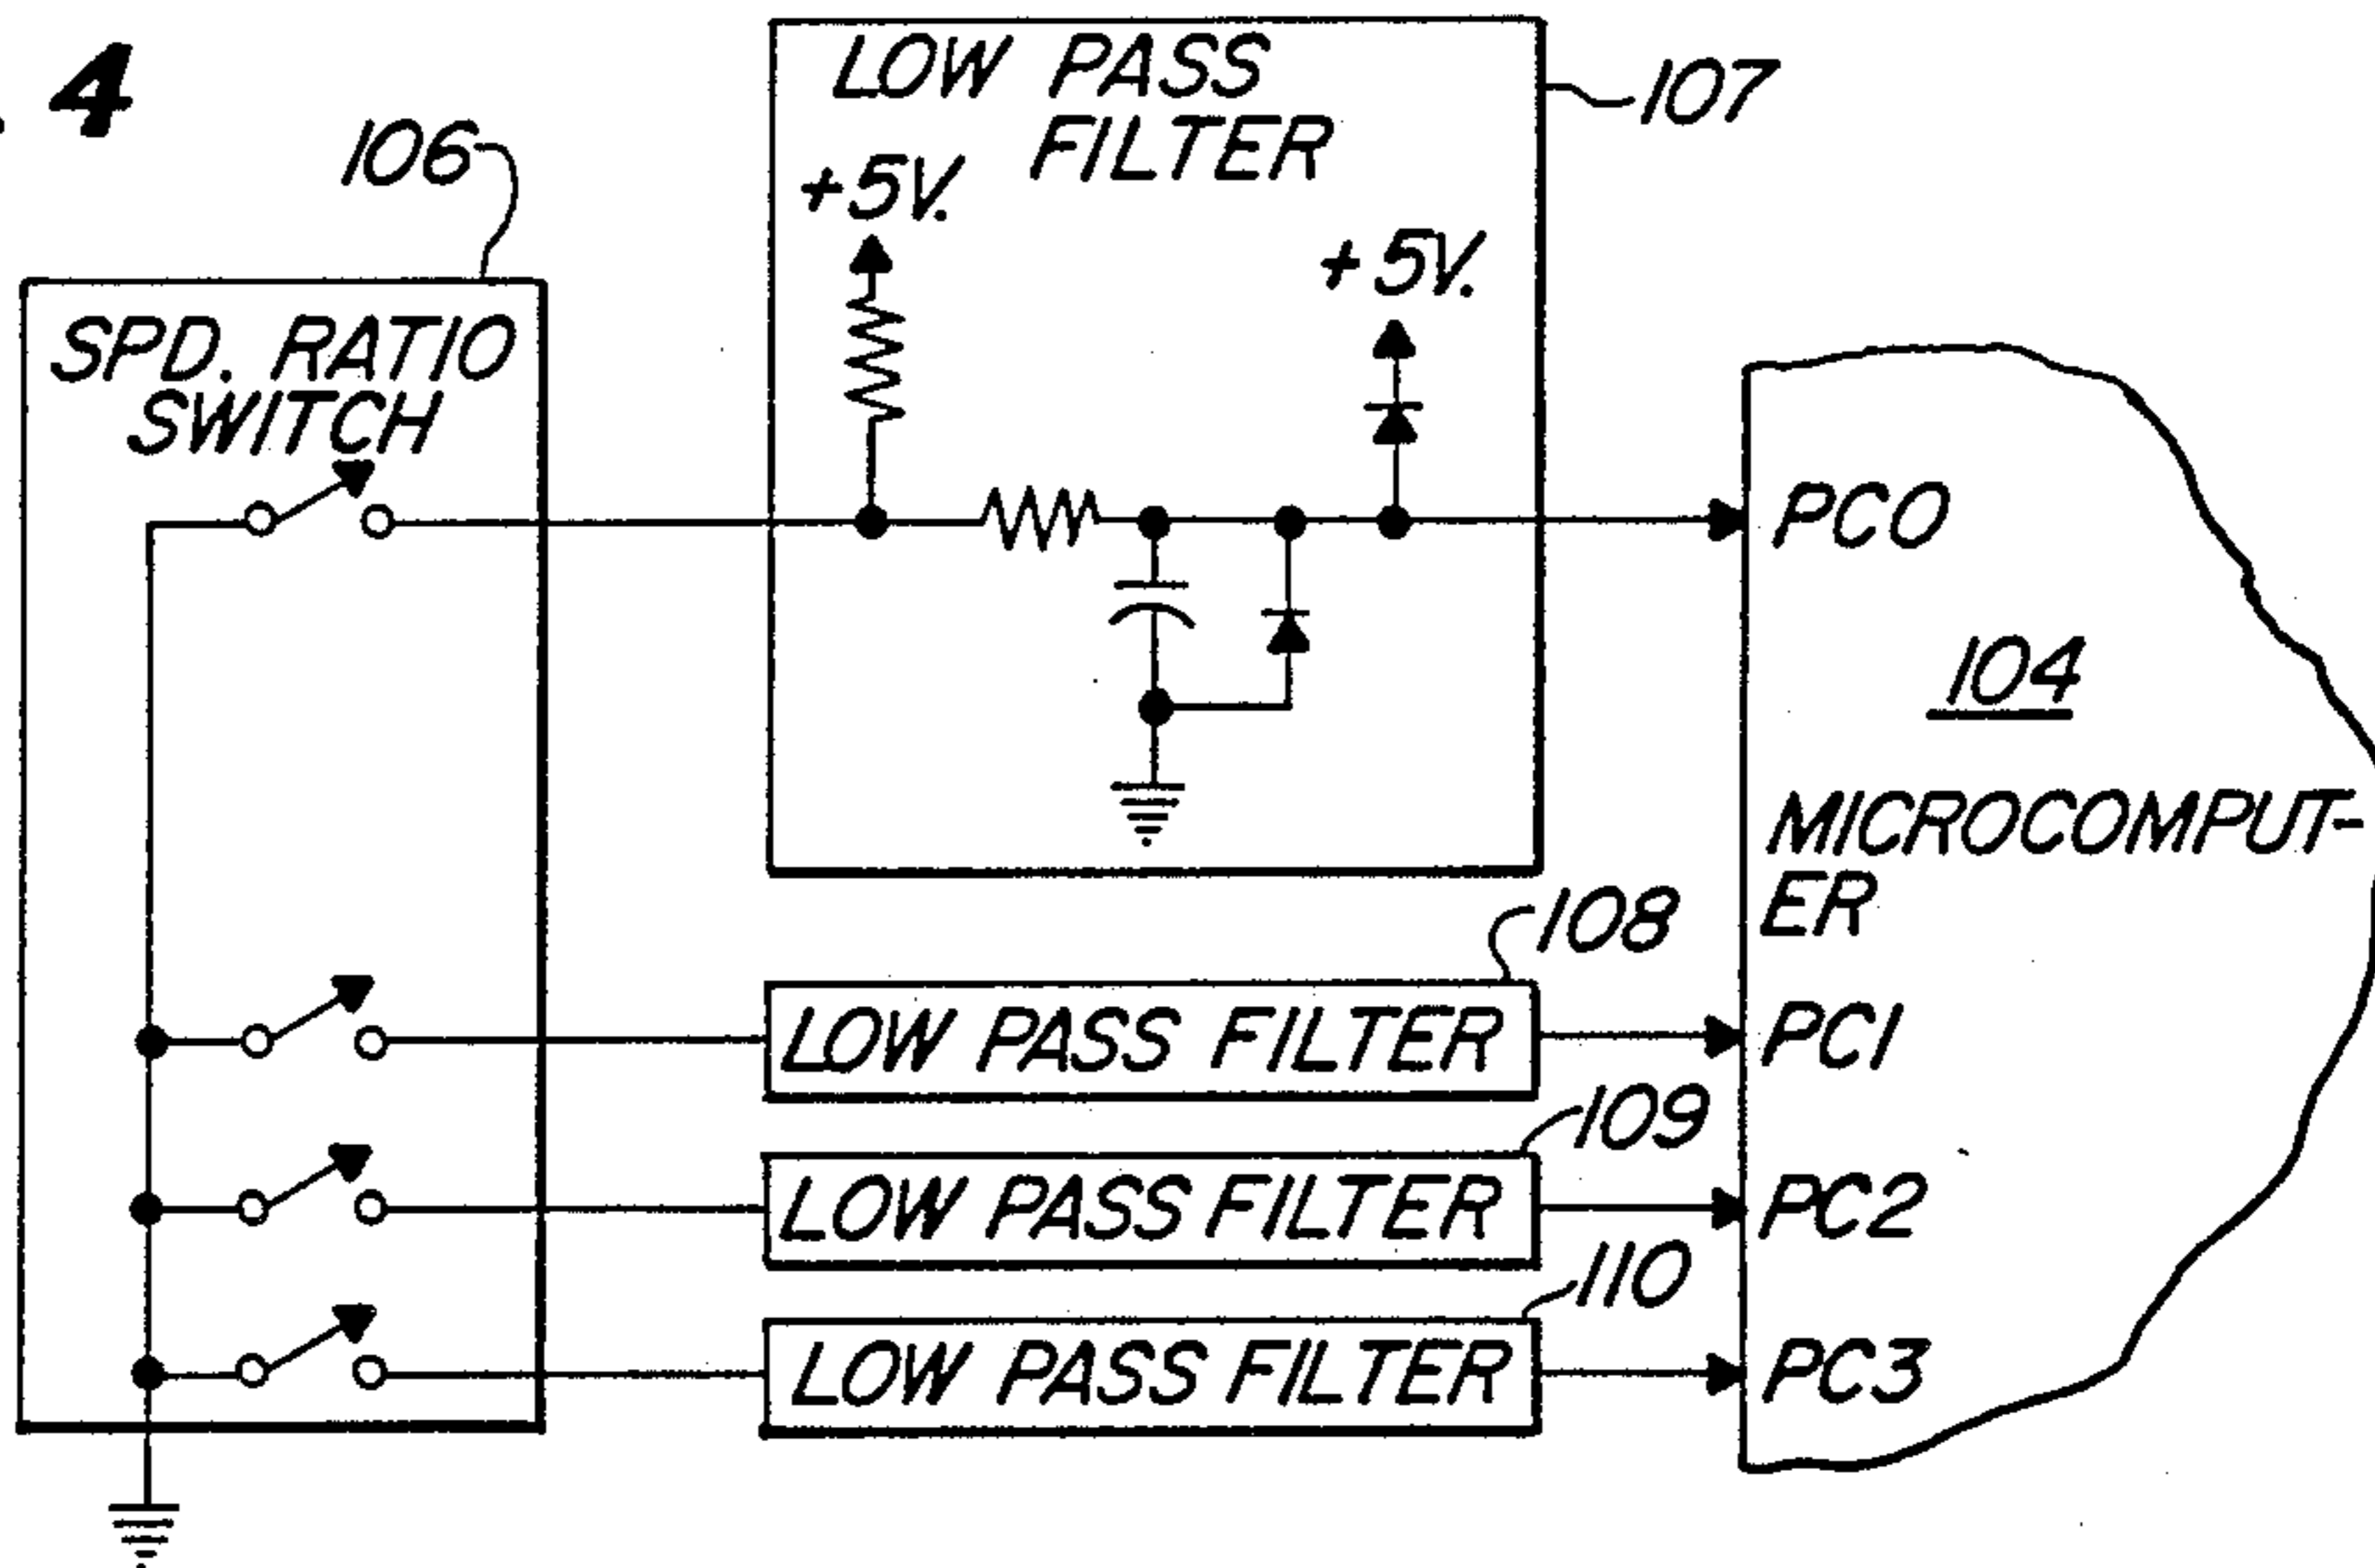 4
106
LOW PASS
FILTER
107
+5V.
+5V.
SPD. RATIO
SWITCH
PC0
104
MICROCOMPUT-
ER
108
LOW PASS FILTER
PC1
109
LOW PASS FILTER
PC2
110
LOW PASS FILTER
PC3